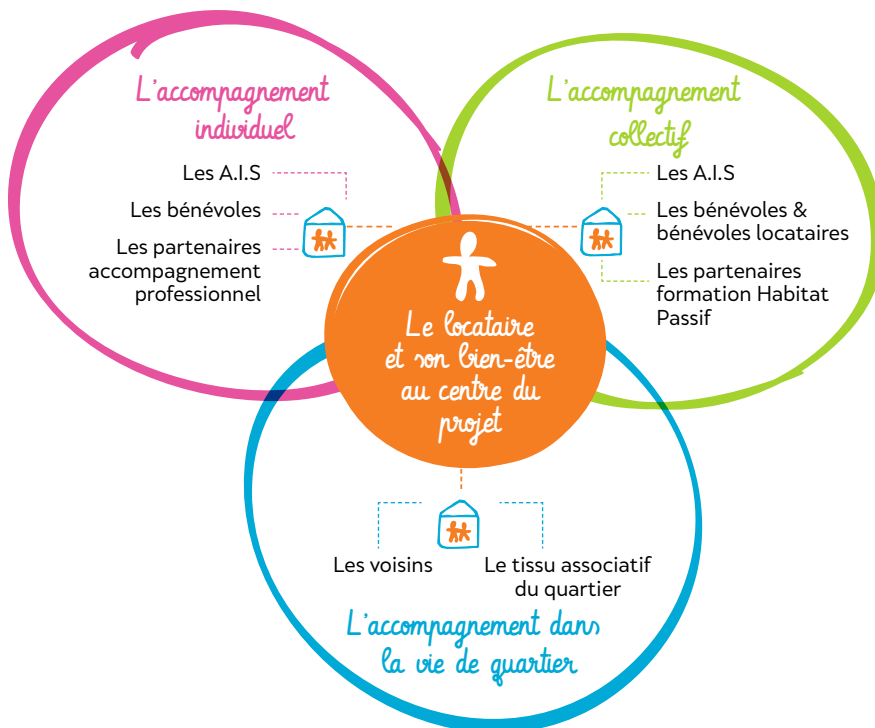 L'accompagnement
individuel
Les A.I.S
Les bénévoles
Les partenaires
accompagnement
professionnel
L'accompagnement
collectif
Les A.I.S
Les bénévoles &
bénévoles locataires
Les partenaires
formation Habitat
Passif
Le locataire
et son bien-être
au centre du
projet
Les voisins
Le tissu associatif
du quartier
L'accompagnement dans
la vie de quartier